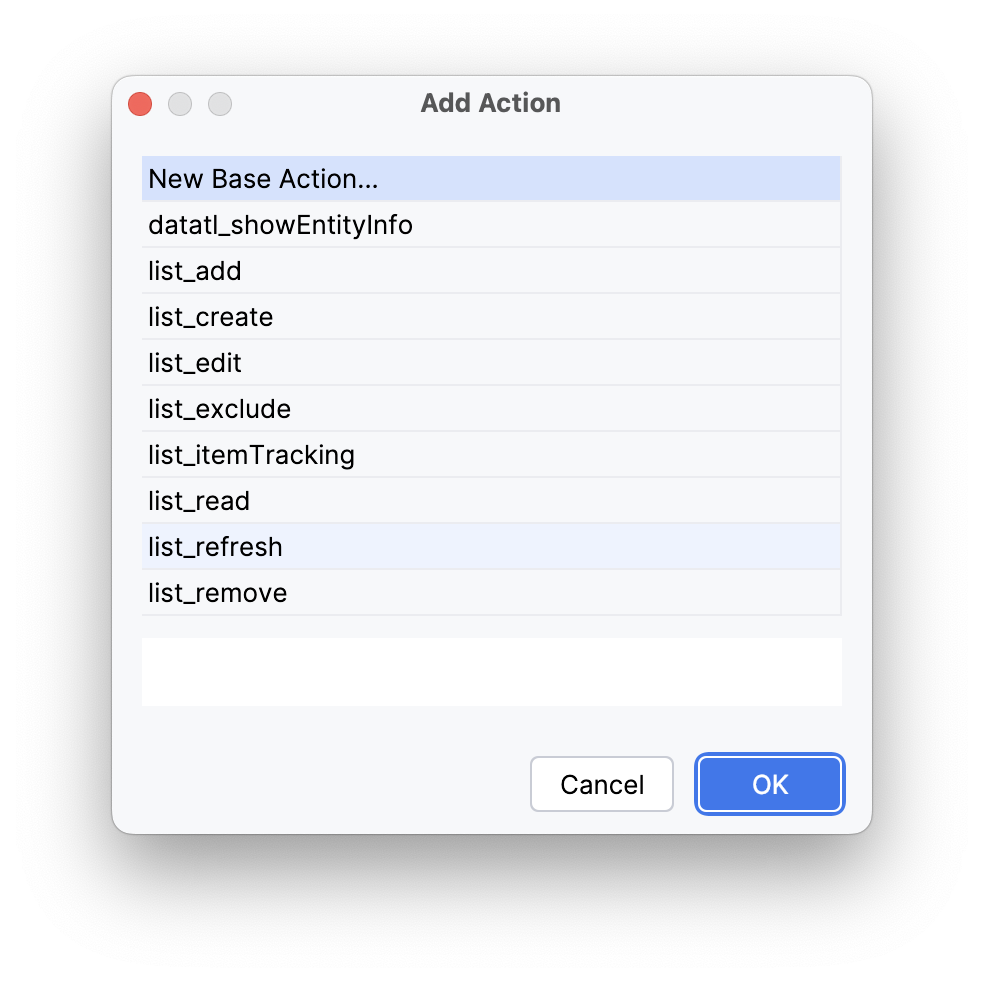 Add Action
New Base Action...
datatl_showEntityInfo
list_add
list_create
list_edit
list_exclude
list_itemTracking
list_read
list_refresh
list_remove
Cancel OK